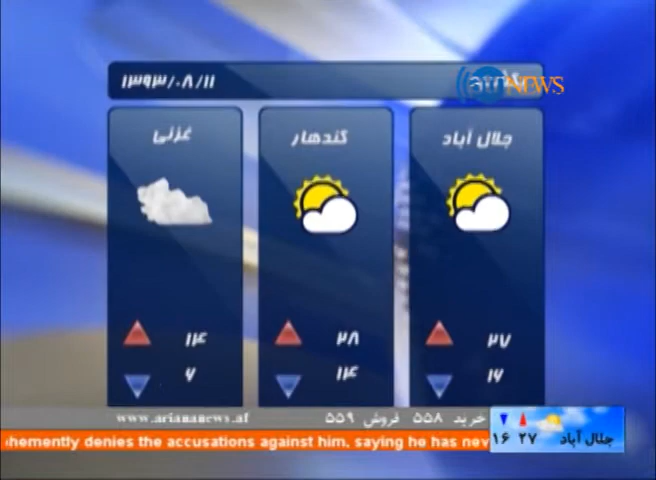 NEWS
۱۳۹۳/۰۸/۱۱
جلال آباد
۲۷
۱۶
کندهار
۲۸
۱۴
غزنی
۱۴
۶
خرید ۵۵۸ فروش ۵۵۹
www.ariananews.af
hemently denies the accusations against him, saying he has nev
جلال آباد ۲۷ ۱۶